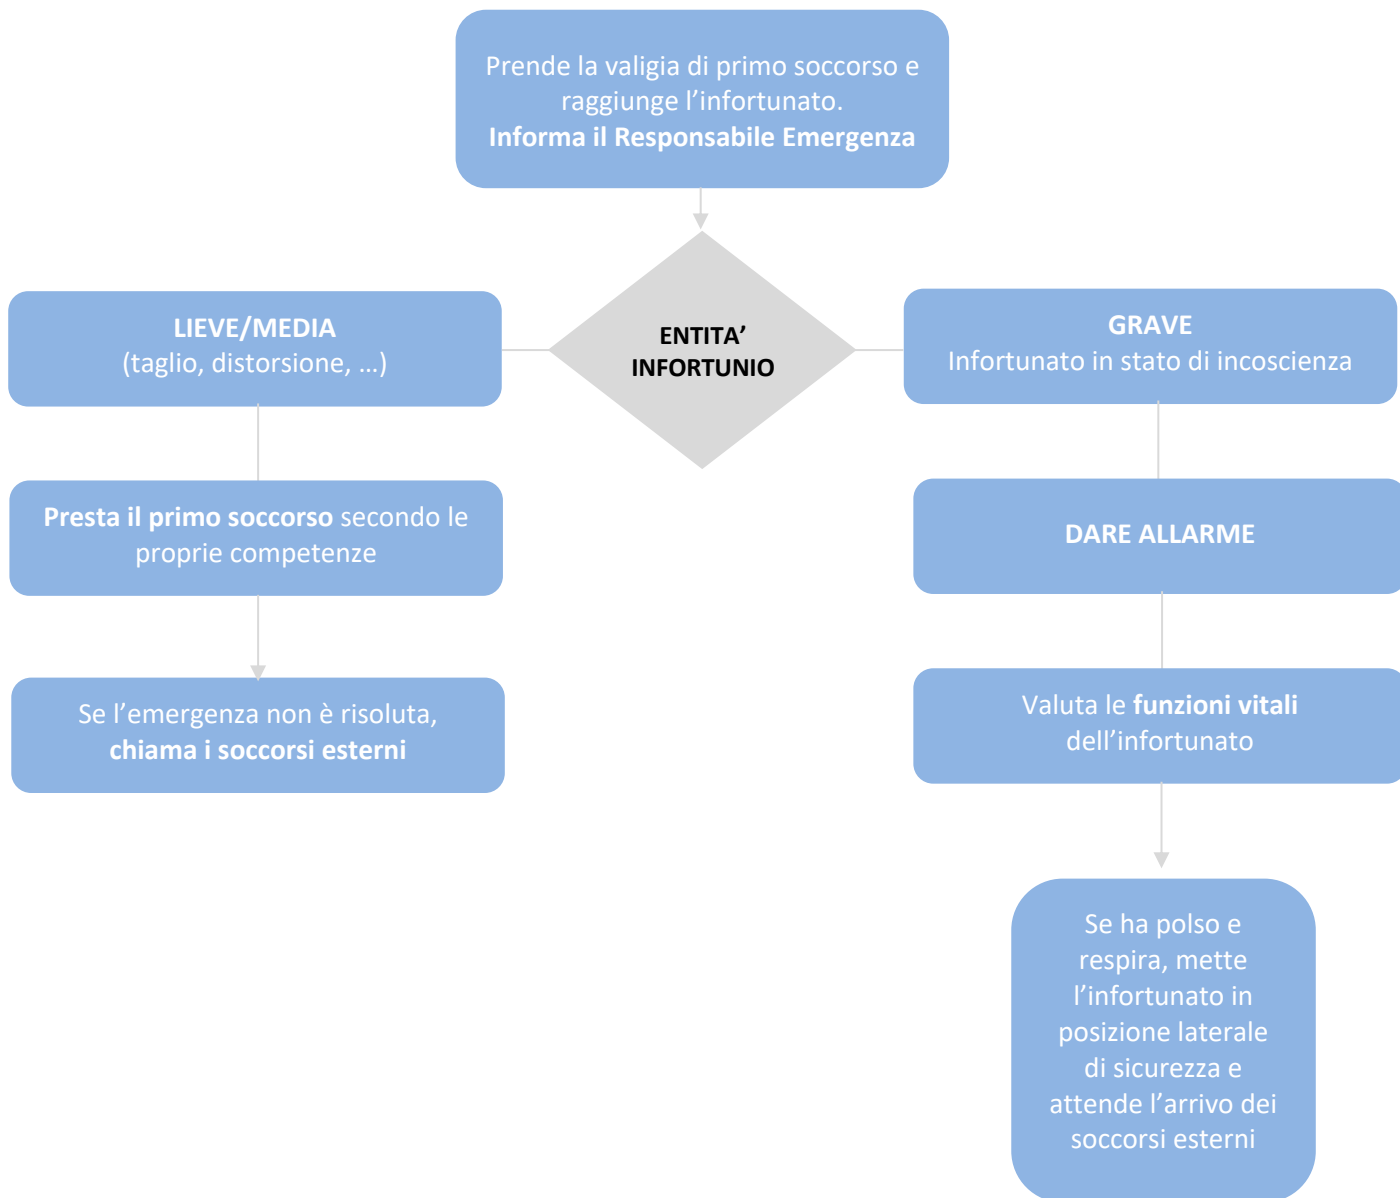 Prende la valigia di primo soccorso e
raggiunge l’infortunato.
Informa il Responsabile Emergenza
ENTITA’
INFORTUNIO
LIEVE/MEDIA
(taglio, distorsione, …)
GRAVE
Infortunato in stato di incoscienza
Presta il primo soccorso secondo le
proprie competenze
DARE ALLARME
Se l’emergenza non è risoluta,
chiama i soccorsi esterni
Valuta le funzioni vitali
dell’infortunato
Se ha polso e
respira, mette
l’infortunato in
posizione laterale
di sicurezza e
attende l’arrivo dei
soccorsi esterni